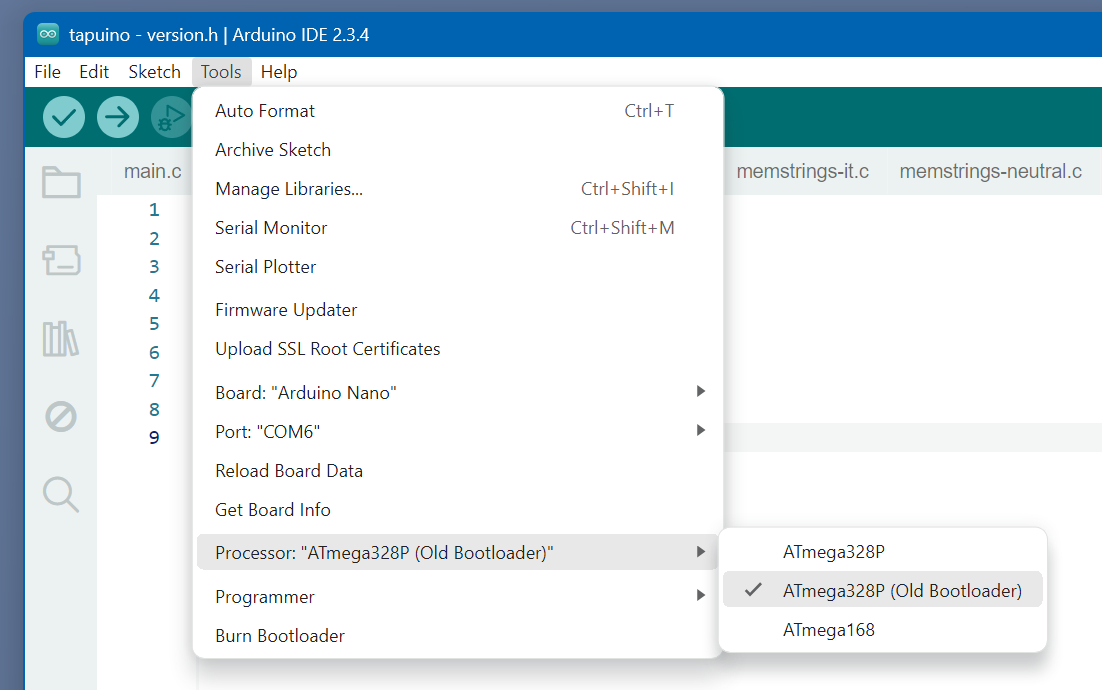 tapuino - version.h | Arduino IDE 2.3.4
File Edit Sketch Tools Help
Auto Format Ctrl+T
Archive Sketch
Manage Libraries... Ctrl+Shift+I
Serial Monitor Ctrl+Shift+M
Serial Plotter
Firmware Updater
Upload SSL Root Certificates
Board: "Arduino Nano"
Port: "COM6"
Reload Board Data
Get Board Info
Processor: "ATmega328P (Old Bootloader)"
Programmer
Burn Bootloader
ATmega328P
ATmega328P (Old Bootloader)
ATmega168
main.c
memstrings-it.c
memstrings-neutral.c
1
2
3
4
5
6
7
8
9